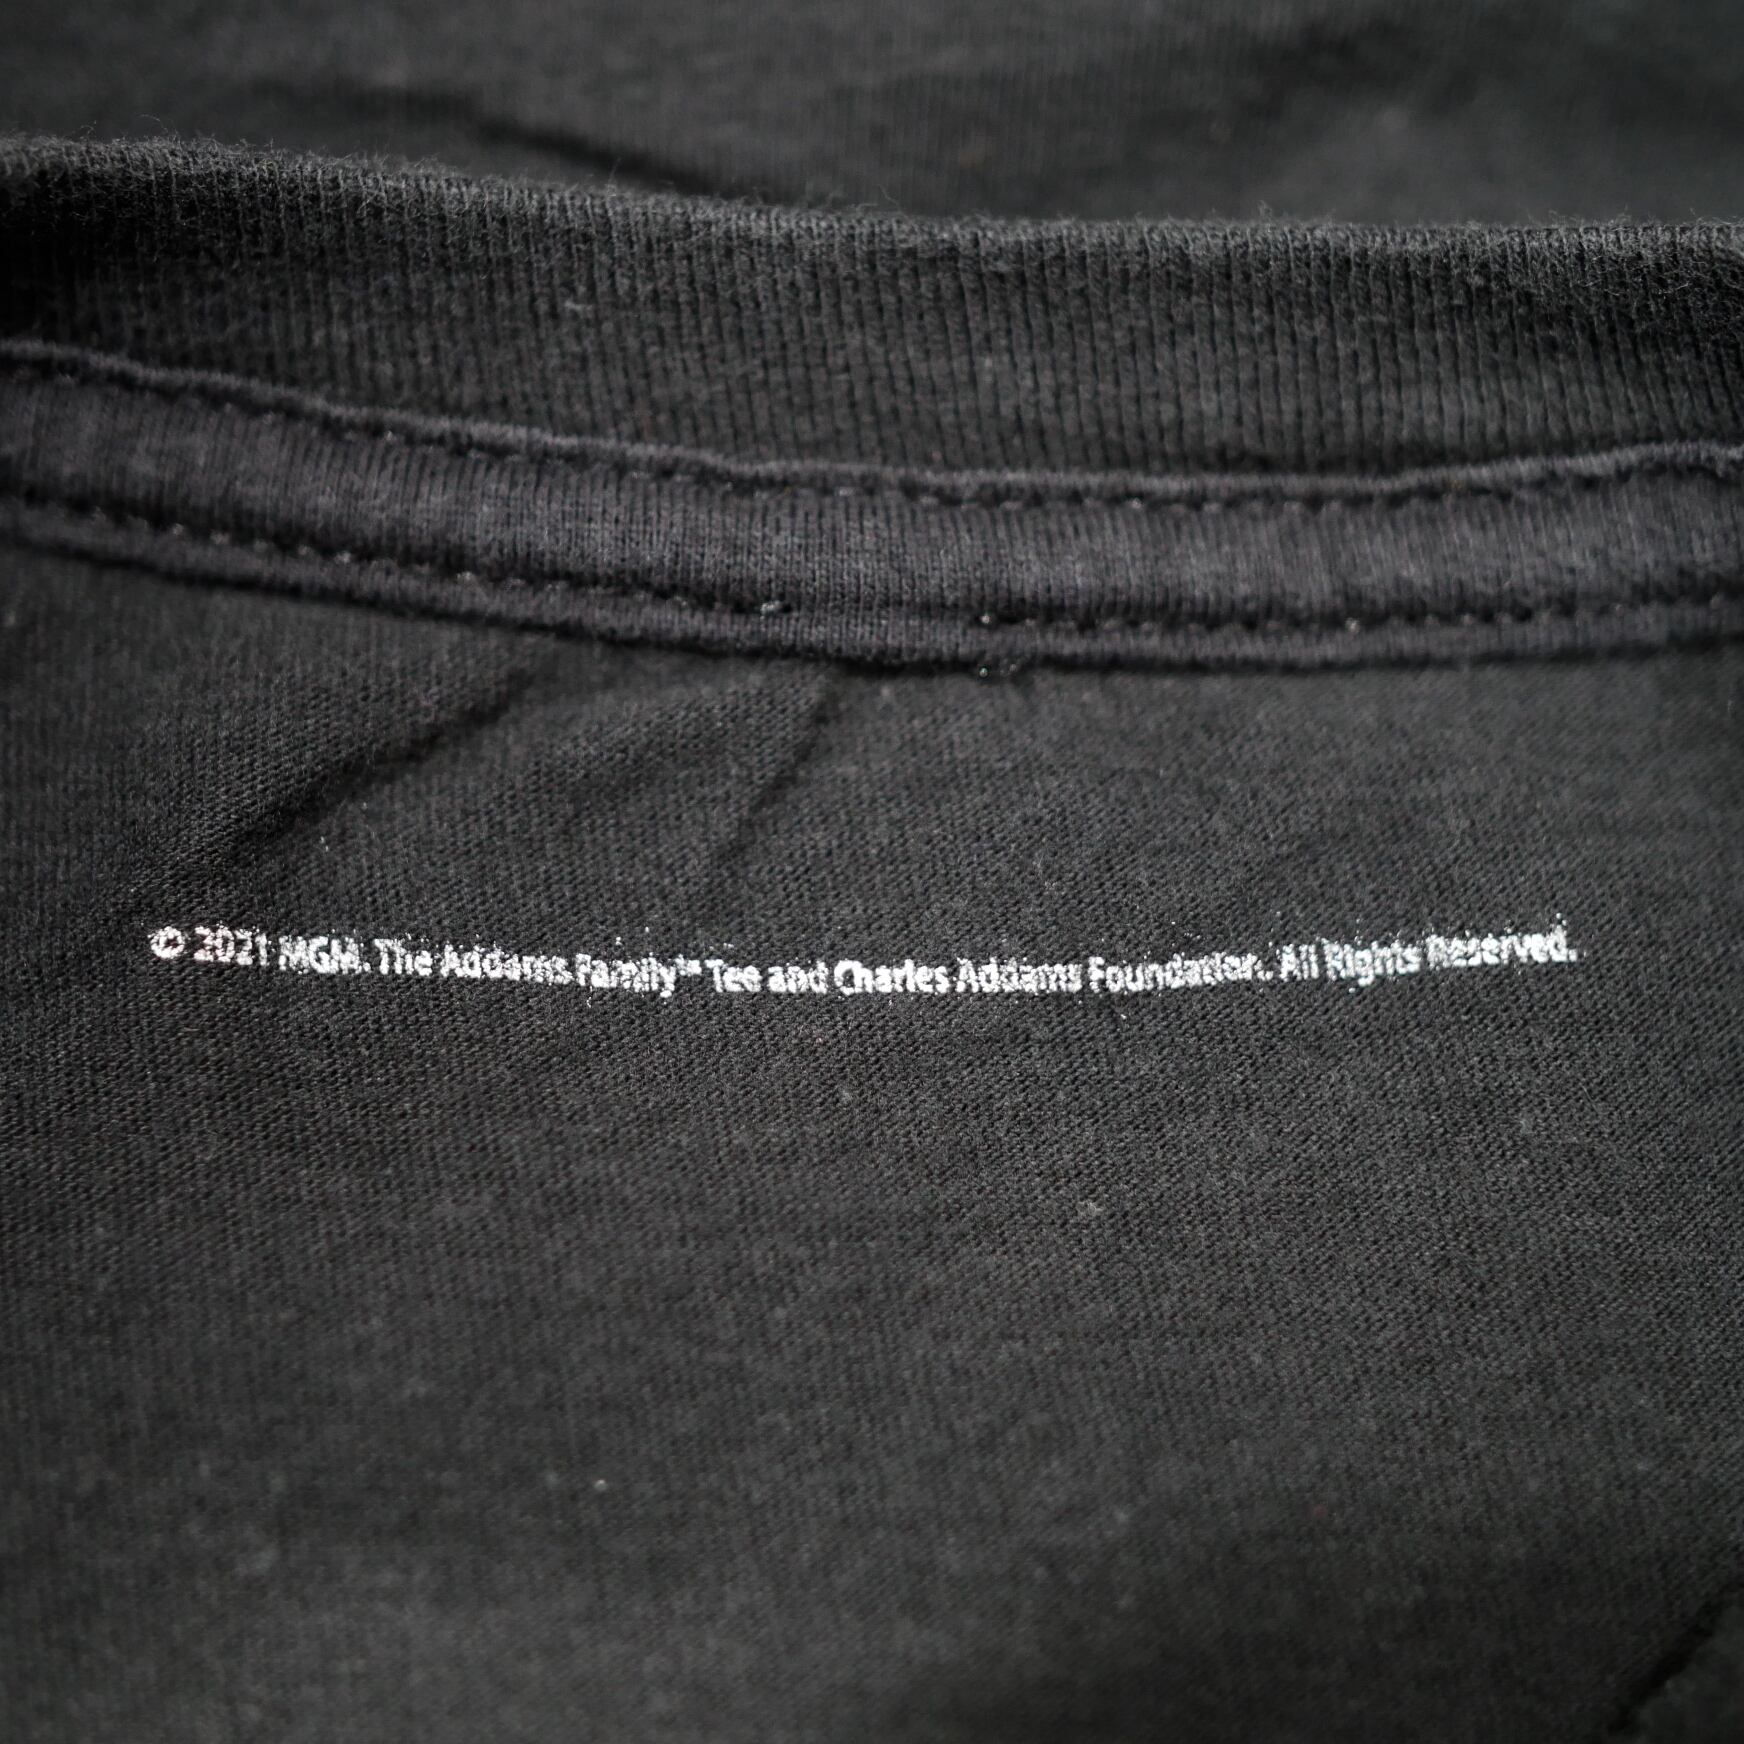 © 2021 MGM. The Addams Family™ Tee and Charles Addams Foundation. All Rights Reserved.